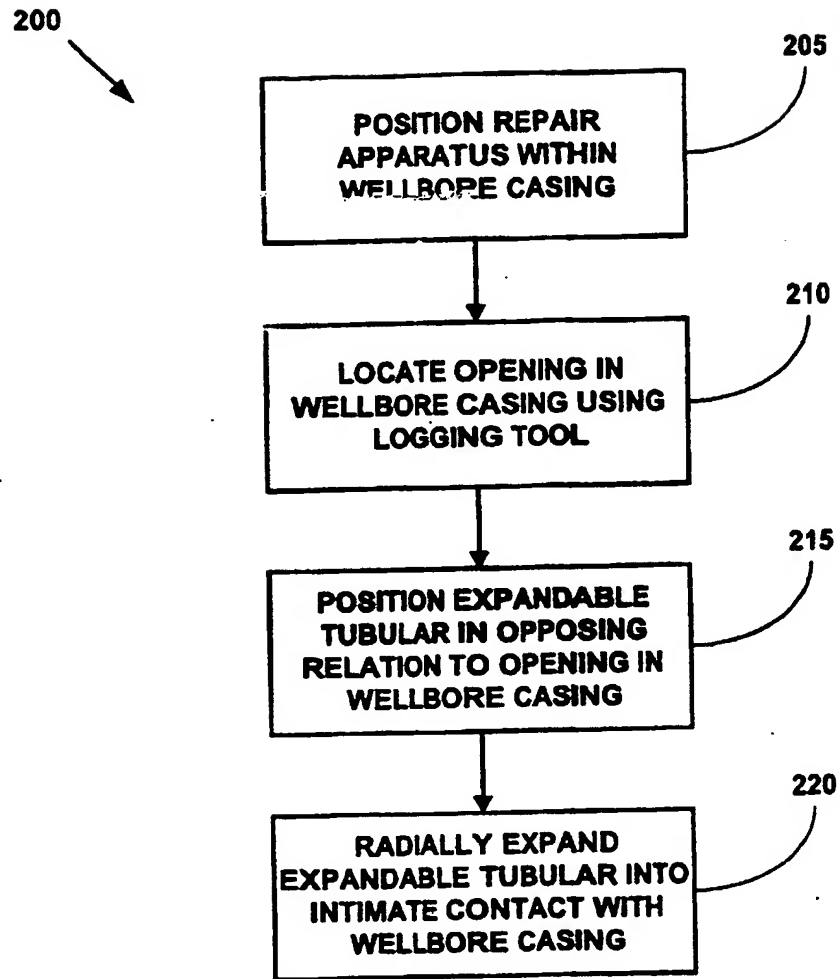 200
205
POSITION REPAIR
APPARATUS WITHIN
WELLBORE CASING
210
LOCATE OPENING IN
WELLBORE CASING USING
LOGGING TOOL
215
POSITION EXPANDABLE
TUBULAR IN OPPOSING
RELATION TO OPENING IN
WELLBORE CASING
220
RADIALLY EXPAND
EXPANDABLE TUBULAR INTO
INTIMATE CONTACT WITH
WELLBORE CASING